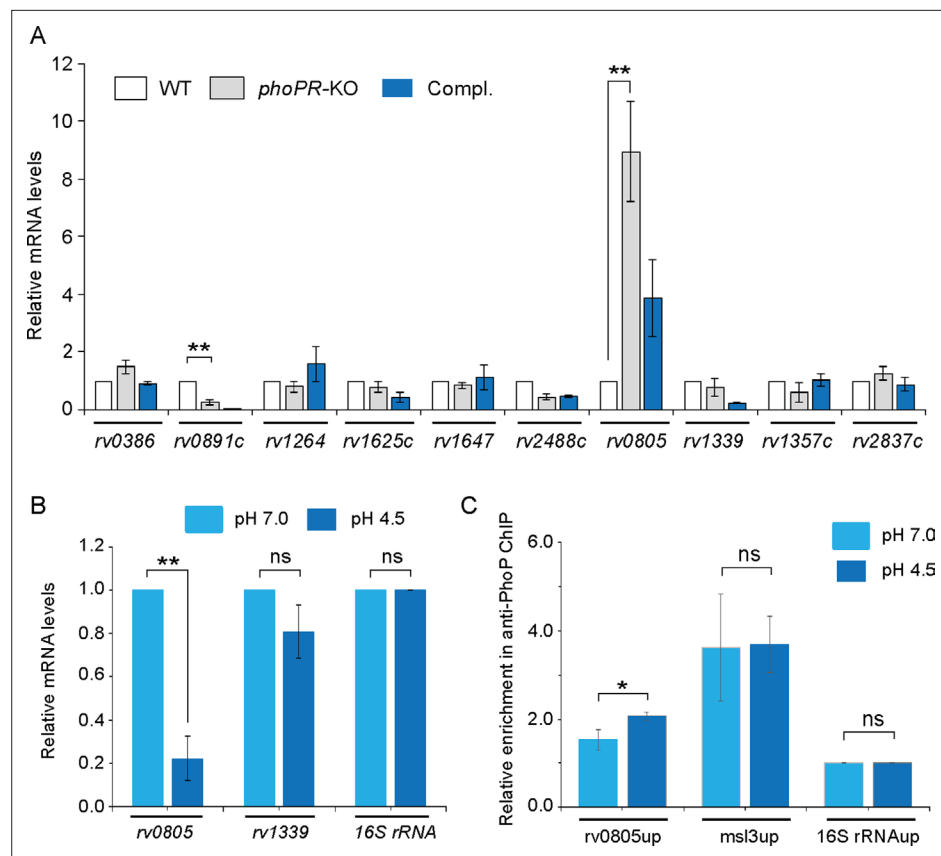 A
WT phoPR-KO Compl.
Relative mRNA levels
12
10
8
6
4
2
0
**
**
rv0386 rv0891c rv1264 rv1625c rv1647 rv2488c rv0805 rv1339 rv1357c rv2837c
B
pH 7.0 pH 4.5
Relative mRNA levels
1.2
1.0
0.8
0.6
0.4
0.2
0.0
** ns ns
rv0805 rv1339 16S rRNA
C
pH 7.0
pH 4.5
Relative enrichment in anti-PhoP ChIP
6.0
4.0
2.0
0.0
* ns ns
rv0805up msl3up 16S rRNAup